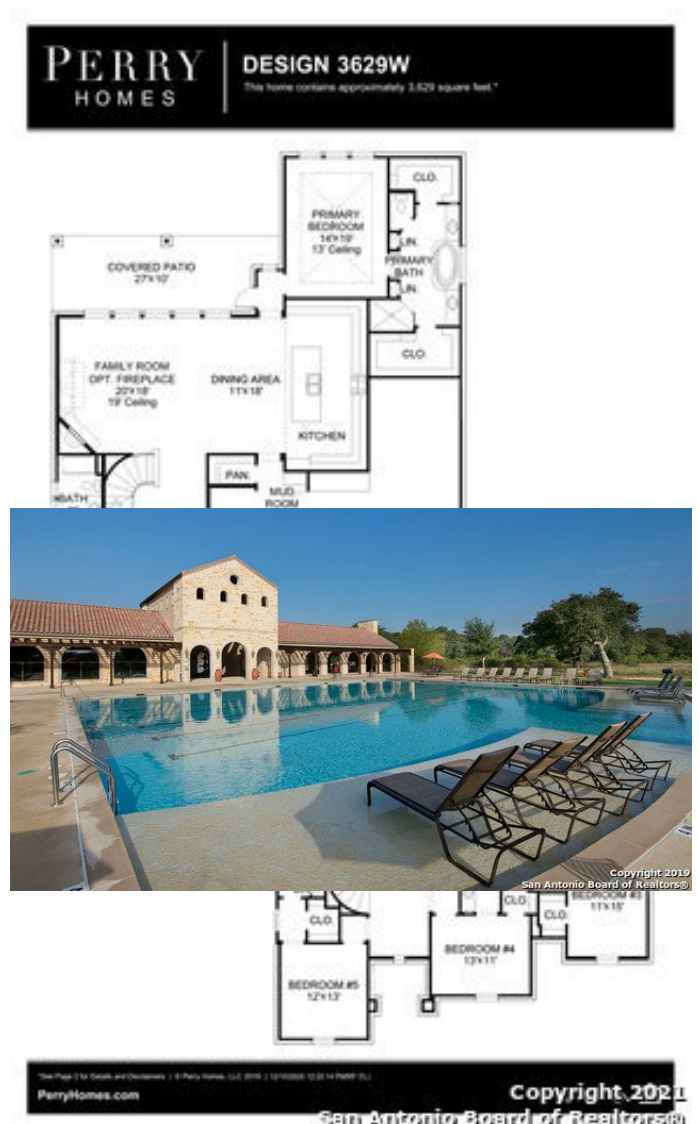 PERRY
HOMES
DESIGN 3629W
This home contains approximately 3,629 square feet.*
CLO.
PRIMARY
BEDROOM
14'X19'
13' Ceiling
LIN.
PRIMARY
BATH
LIN.
COVERED PATIO
27'X10'
CLO.
FAMILY ROOM
OPT. FIREPLACE
20'X18'
19' Ceiling
DINING AREA
11'X18'
KITCHEN
PAN.
BATH
MUD
ROOM
Copyright 2019
San Antonio Board of Realtors®
CLO.
CLO.
CLO.
BEDROOM #3
11'X15'
BEDROOM #4
13'X11'
BEDROOM #5
12'X13'
PerryHomes.com
Copyright 2021
San Antonio Board of Realtors®